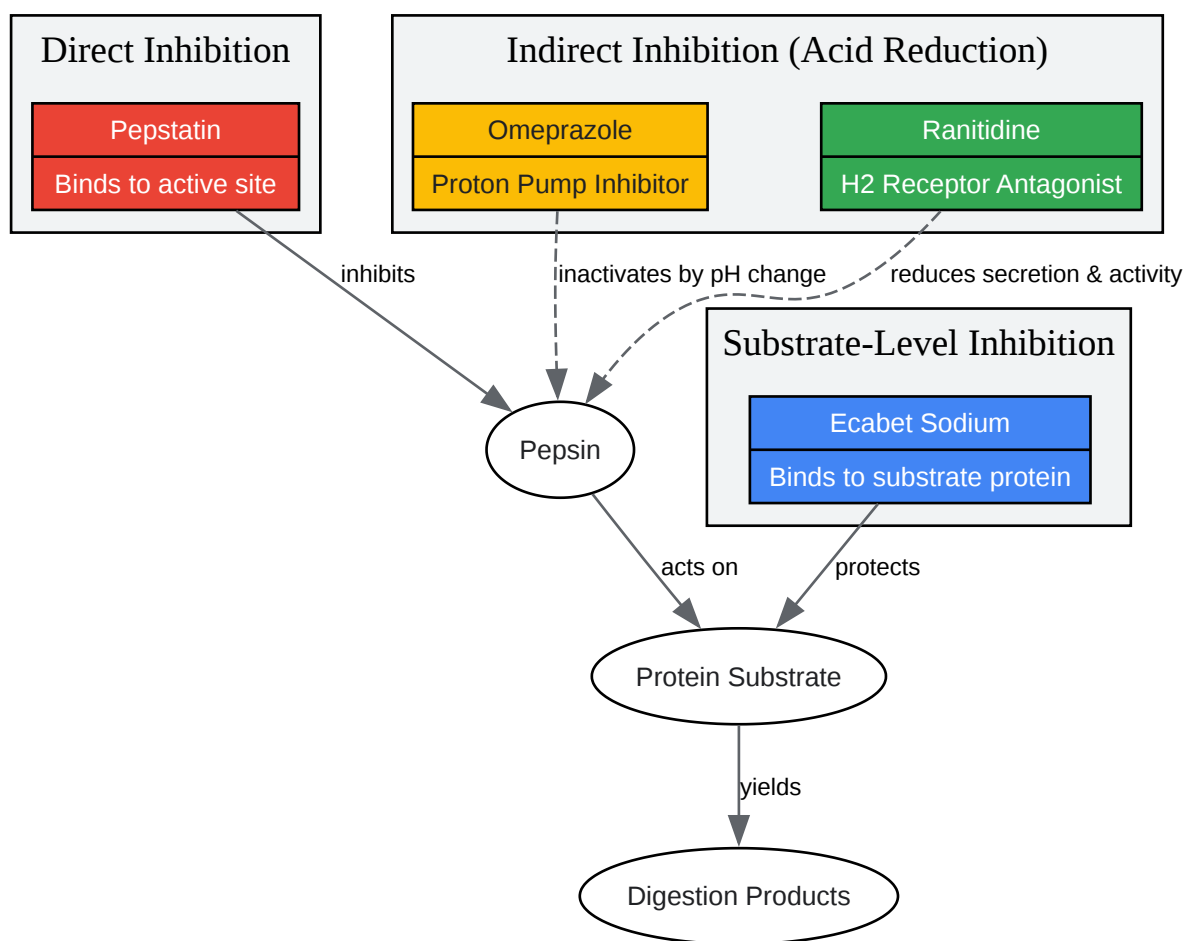 Direct Inhibition
Indirect Inhibition (Acid Reduction)
Pepstatin
Binds to active site
Omeprazole
Proton Pump Inhibitor
Ranitidine
H2 Receptor Antagonist
inhibits
inactivates by pH change
reduces secretion & activity
Substrate-Level Inhibition
Ecabet Sodium
Binds to substrate protein
Pepsin
acts on
protects
Protein Substrate
yields
Digestion Products